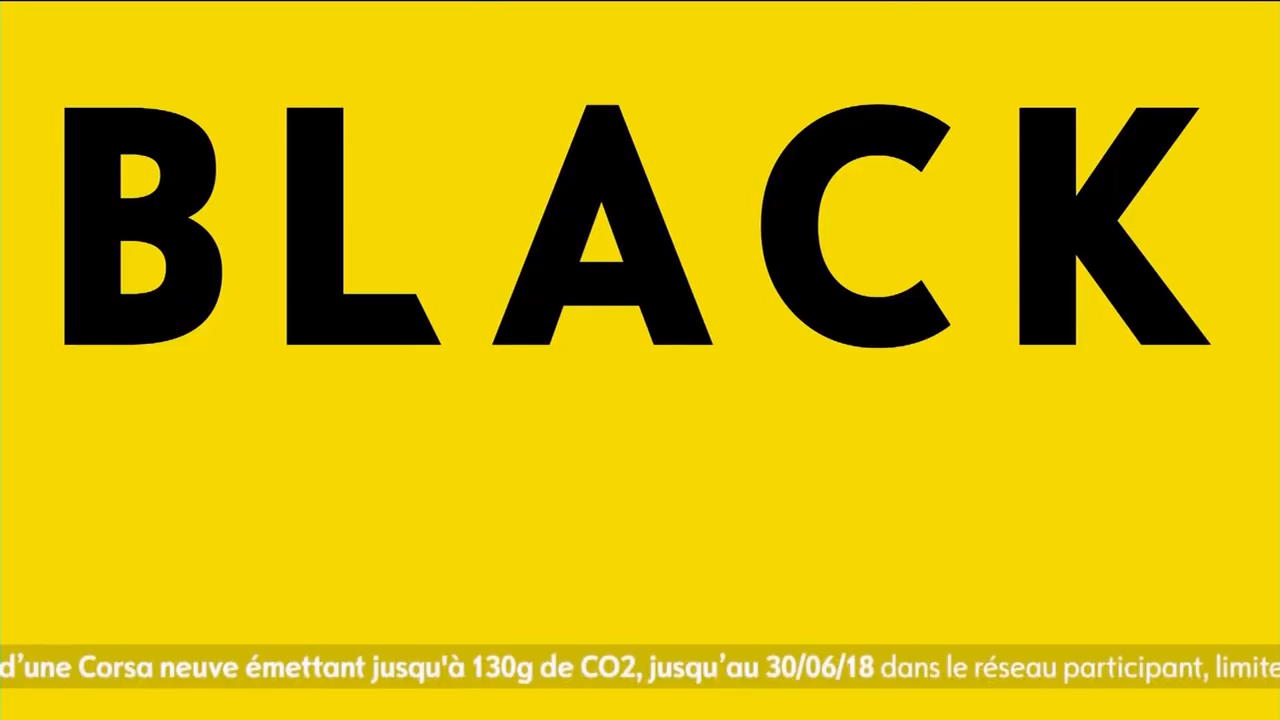 BLACK
d’une Corsa neuve émettant jusqu'à 130g de CO2, jusqu’au 30/06/18 dans le réseau participant, limite